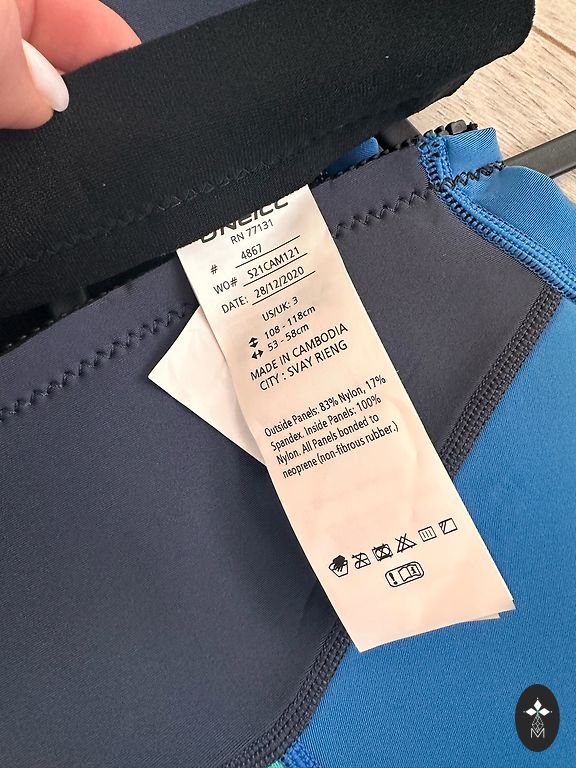 O'NEILL
RN 77131
# 4867
WO# S21CAM121
DATE: 28/12/2020
US/UK: 3
108 - 118cm
53 - 58cm
MADE IN CAMBODIA
CITY : SVAY RIENG
Outside Panels: 83% Nylon, 17%
Spandex. Inside Panels: 100%
Nylon. All Panels bonded to
neoprene (non-fibrous rubber.)
M